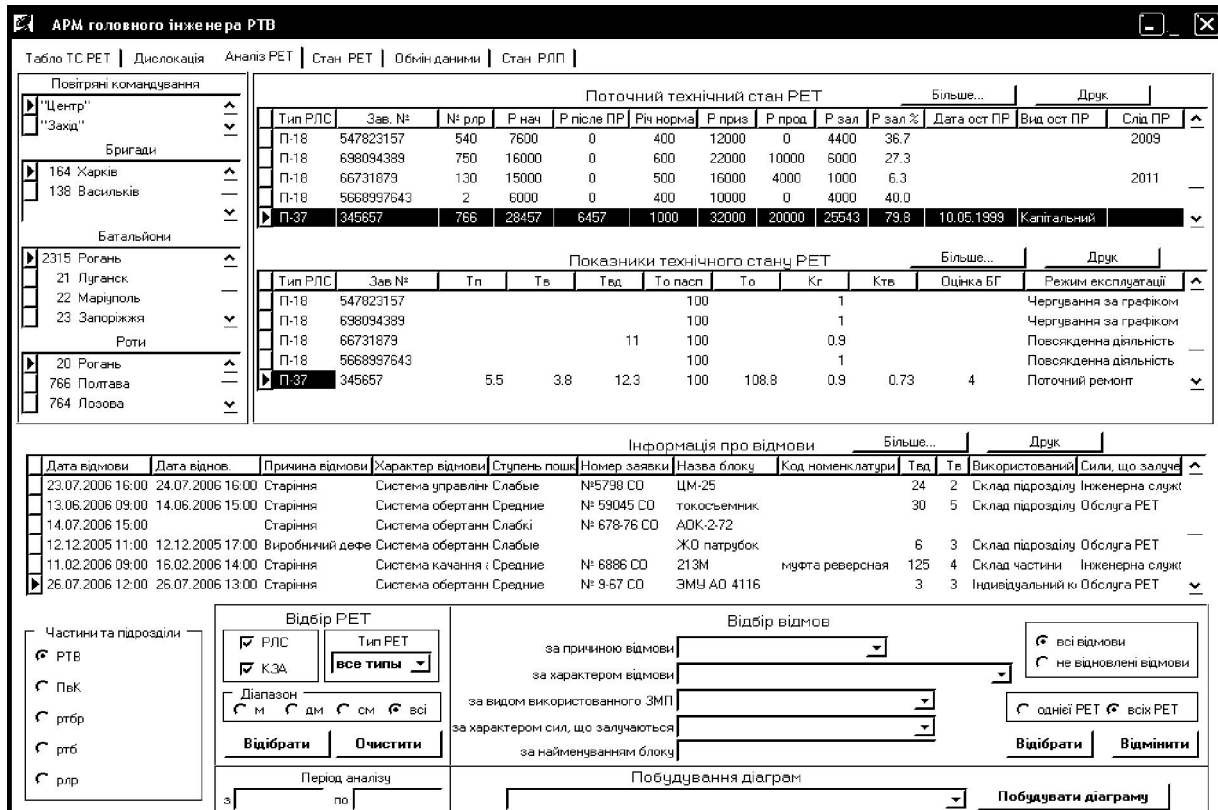 АРМ головного інженера РТВ
Табло ТС РЕТ Дислокація Аналіз РЕТ Стан РЕТ Обмін даними Стан РЛП
Повітряні командування
"Центр"
"Захід"
Бригади
164 Харків
138 Васильків
Батальйони
2315 Рогань
21 Луганск
22 Маріуполь
23 Запоріжжя
Роти
20 Рогань
766 Полтава
764 Лозова
Поточний технічний стан РЕТ Більше... Друк
Тип РЛС Зав. № № рлр Р нач Р після ПР Річ норма Р приз Р прод Р зал Р зал % Дата ост ПР Вид ост ПР Слід ПР
П-18 547823157 540 7600 0 400 12000 0 4400 36.7 2009
П-18 698094389 750 16000 0 600 22000 10000 6000 27.3
П-18 66731879 130 15000 0 500 16000 4000 1000 6.3 2011
П-18 5668997643 2 6000 0 400 10000 0 4000 40.0
П-37 345657 766 28457 6457 1000 32000 20000 25543 79.8 10.05.1999 Капітальний
Показники технічного стану РЕТ Більше... Друк
Тип РЛС Зав № Тп Тв Твд То пасп То Кг Ктв Оцінка БГ Режим експлуатації
П-18 547823157 100 1 Чергування за графіком
П-18 698094389 100 1 Чергування за графіком
П-18 66731879 11 100 0.9 Повсякденна діяльність
П-18 5668997643 100 1 Повсякденна діяльність
П-37 345657 5.5 3.8 12.3 100 108.8 0.9 0.73 4 Поточний ремонт
Інформація про відмови Більше... Друк
Дата відмови Дата віднов. Причина відмови Характер відмови Ступень пошк Номер заявки Назва блоку Код номенклатури Твд Тв Використований Сили, що залуче
23.07.2006 16:00 24.07.2006 16:00 Старіння Система управлінн Слабые №5798 СО ЦМ-25 24 2 Склад підрозділу Інженерна служ
13.06.2006 09:00 14.06.2006 15:00 Старіння Система обертанн Средние № 59045 СО токосъемник 30 5 Склад підрозділу Обслуга РЕТ
14.07.2006 15:00 Старіння Система обертанн Слабкі № 678-76 СО АОК-2-72
12.12.2005 11:00 12.12.2005 17:00 Виробничий дефе Система обертанн Слабые ЖО патрубок 6 3 Склад підрозділу Обслуга РЕТ
11.02.2006 09:00 16.02.2006 14:00 Старіння Система качання Средние № 6886 СО 213М муфта реверсная 125 4 Склад частини Інженерна служ
26.07.2006 12:00 26.07.2006 13:00 Старіння Система обертанн Средние № 9-67 СО ЭМУ АО 4116 3 3 Індивідуальний Обслуга РЕТ
Частини та підрозділи
РТВ
ПвК
ртбр
ртб
рлр
Відбір РЕТ
РЛС
КЗА
Тип РЕТ
все типы
Діапазон
м дм см всі
Відібрати Очистити
Період аналізу
з по
Відбір відмов
за причиною відмови
за характером відмови
за видом використованного ЗМП
за характером сил, що залучаються
за найменуванням блоку
всі відмови
не відновлені відмови
однієї РЕТ всіх РЕТ
Відібрати Відмінити
Побудування діаграм
Побудувати діаграму